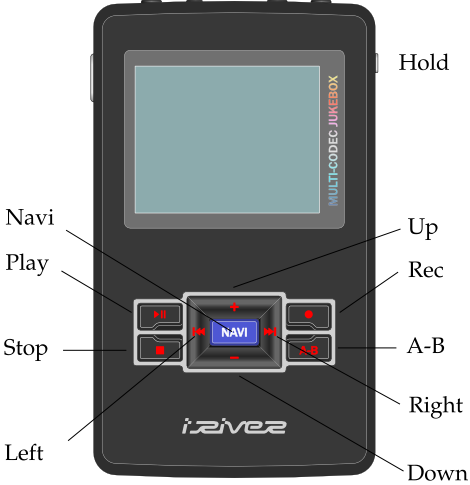 Hold
MULTI-CODEC JUKEBOX
Navi
Up
Play
Rec
NAVI
Stop
A-B
A-B
Right
iRiver
Left
Down